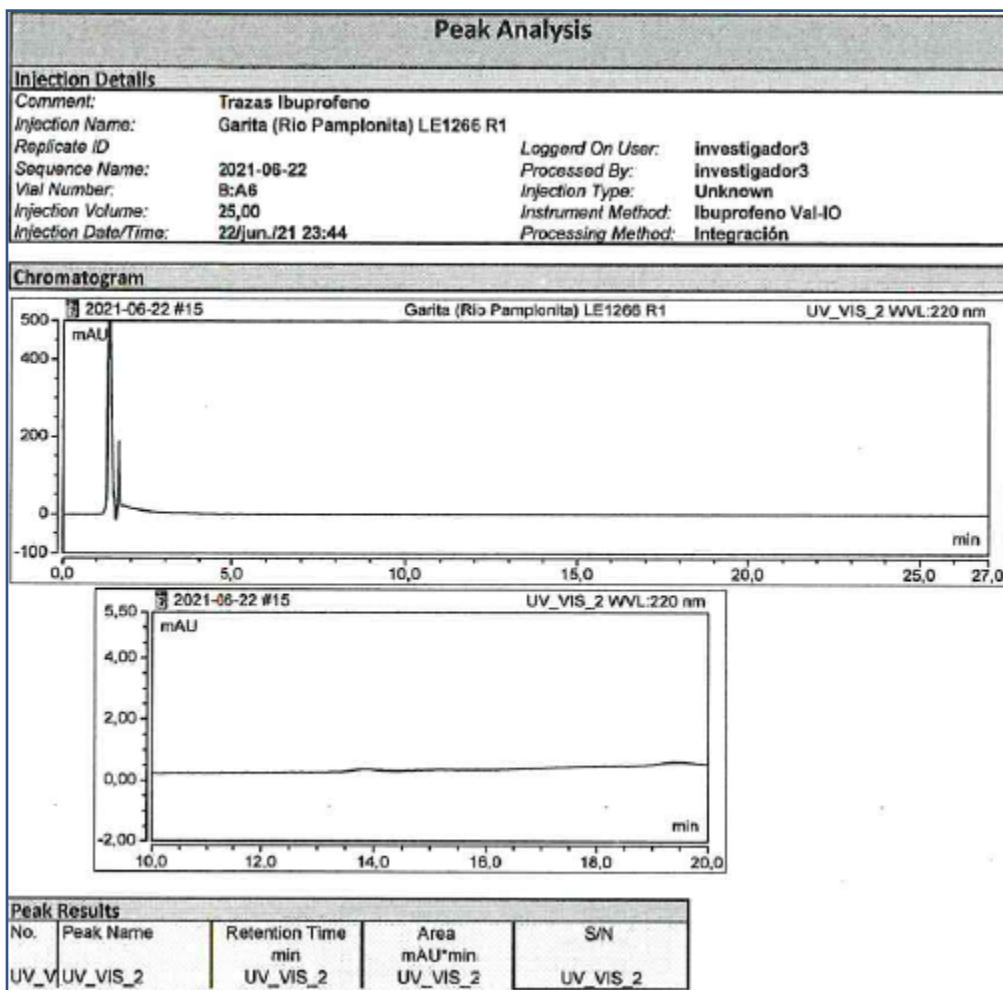 Peak Analysis
Injection Details
Comment: Trazas Ibuprofeno
Injection Name: Garita (Rio Pamplonita) LE1266 R1
Replicate ID Loggerd On User: investigador3
Sequence Name: 2021-06-22 Processed By: investigador3
Vial Number: B:A6 Injection Type: Unknown
Injection Volume: 25,00 Instrument Method: Ibuprofeno Val-IO
Injection Date/Time: 22/jun./21 23:44 Processing Method: Integración
Chromatogram
2021-06-22 #15 Garita (Rio Pamplonita) LE1266 R1 UV_VIS_2 WVL:220 nm
mAU
500
400
200
0
-100
min
0,0 5,0 10,0 15,0 20,0 25,0 27,0
2021-06-22 #15 UV_VIS_2 WVL:220 nm
mAU
5,50
4,00
2,00
0,00
-2,00
min
10,0 12,0 14,0 16,0 18,0 20,0
Peak Results
No. Peak Name Retention Time Area S/N
min mAU*min
UV_V UV_VIS_2 UV_VIS_2 UV_VIS_2 UV_VIS_2